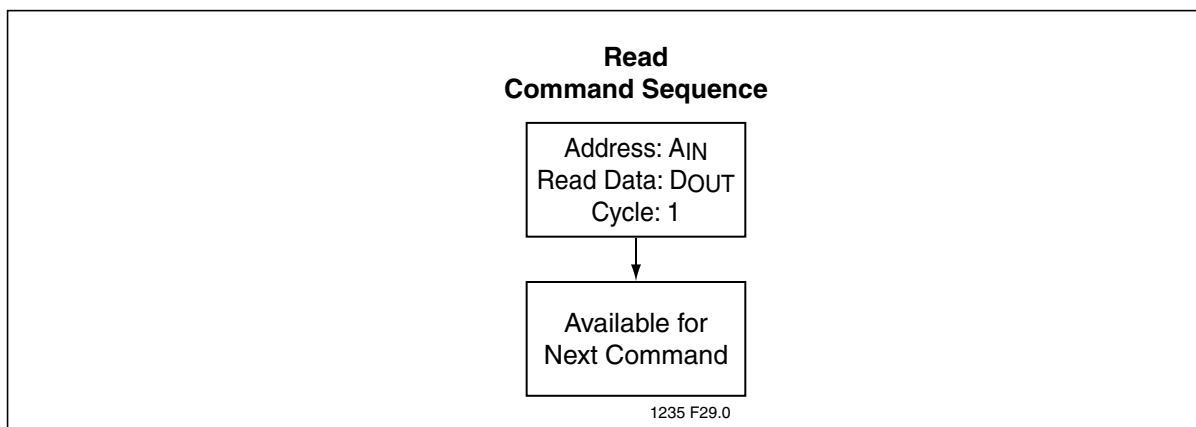 Read
Command Sequence
Address: AIN
Read Data: DOUT
Cycle: 1
Available for
Next Command
1235 F29.0